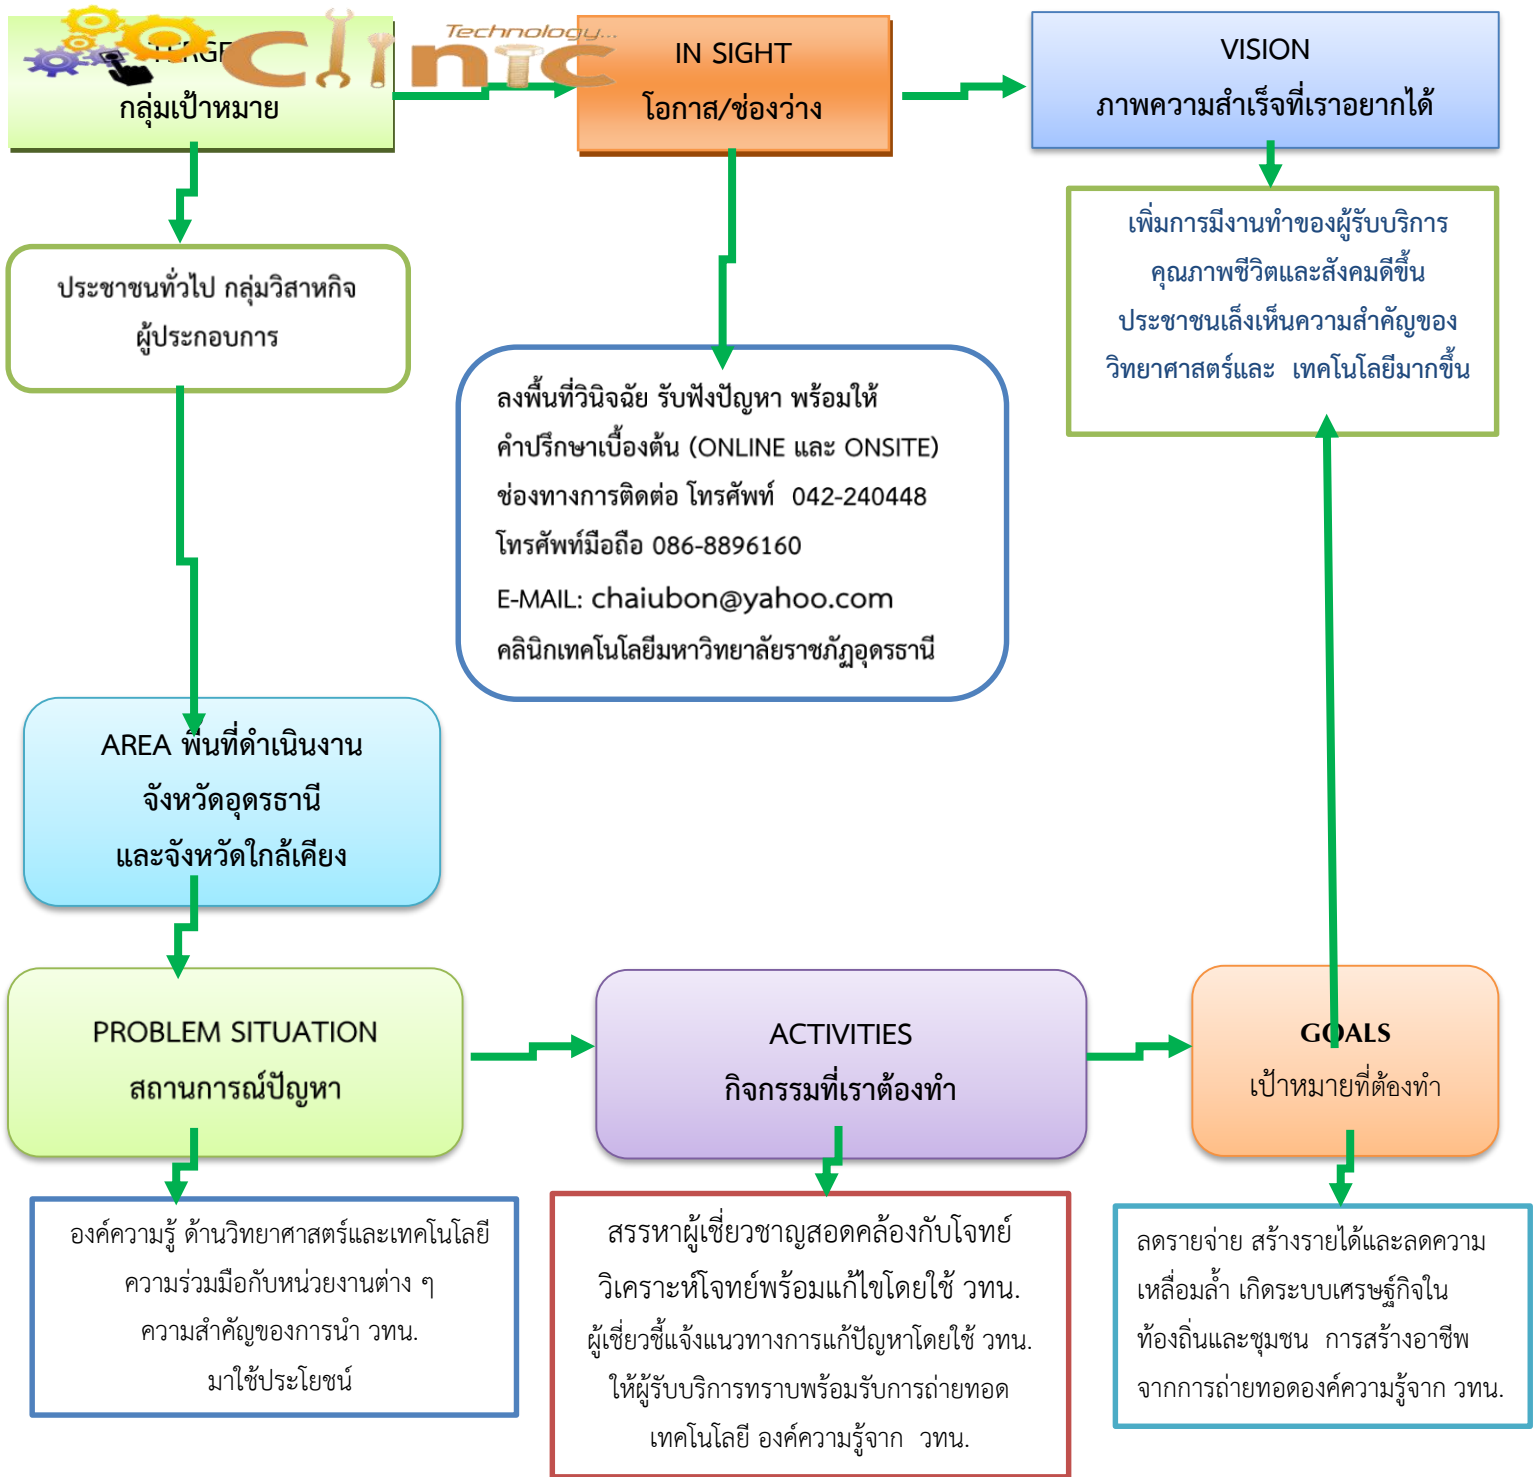 Technology...
Clinic
กลุ่มเป้าหมาย
IN SIGHT
โอกาส/ช่องว่าง
VISION
ภาพความสำเร็จที่เราอยากได้
ประชาชนทั่วไป กลุ่มวิสาหกิจ
ผู้ประกอบการ
ลงพื้นที่วินิจฉัย รับฟังปัญหา พร้อมให้
คำปรึกษาเบื้องต้น (ONLINE และ ONSITE)
ช่องทางการติดต่อ โทรศัพท์ 042-240448
โทรศัพท์มือถือ 086-8896160
E-MAIL: chaiubon@yahoo.com
คลินิกเทคโนโลยีมหาวิทยาลัยราชภัฏอุดรธานี
เพิ่มการมีงานทำของผู้รับบริการ
คุณภาพชีวิตและสังคมดีขึ้น
ประชาชนเล็งเห็นความสำคัญของ
วิทยาศาสตร์และ เทคโนโลยีมากขึ้น
AREA พื้นที่ดำเนินงาน
จังหวัดอุดรธานี
และจังหวัดใกล้เคียง
PROBLEM SITUATION
สถานการณ์ปัญหา
ACTIVITIES
กิจกรรมที่เราต้องทำ
GOALS
เป้าหมายที่ต้องทำ
องค์ความรู้ ด้านวิทยาศาสตร์และเทคโนโลยี
ความร่วมมือกับหน่วยงานต่าง ๆ
ความสำคัญของการนำ วทน.
มาใช้ประโยชน์
สรรหาผู้เชี่ยวชาญสอดคล้องกับโจทย์
วิเคราะห์โจทย์พร้อมแก้ไขโดยใช้ วทน.
ผู้เชี่ยวชี้แจ้งแนวทางการแก้ปัญหาโดยใช้ วทน.
ให้ผู้รับบริการทราบพร้อมรับการถ่ายทอด
เทคโนโลยี องค์ความรู้จาก วทน.
ลดรายจ่าย สร้างรายได้และลดความ
เหลื่อมล้ำ เกิดระบบเศรษฐ์กิจใน
ท้องถิ่นและชุมชน การสร้างอาชีพ
จากการถ่ายทอดองค์ความรู้จาก วทน.